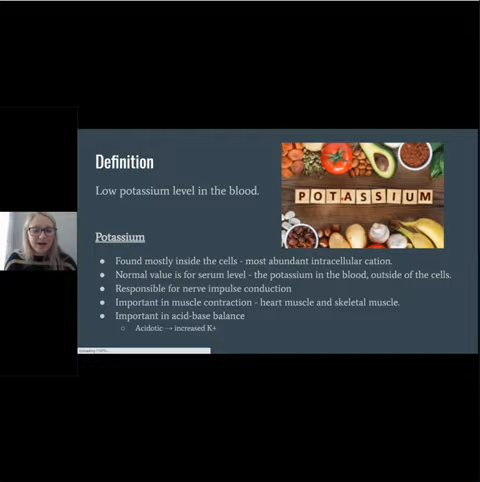 Definition
POTASSIUM
Low potassium level in the blood.
Potassium
● Found mostly inside the cells - most abundant intracellular cation.
● Normal value is for serum level - the potassium in the blood, outside of the cells.
● Responsible for nerve impulse conduction
● Important in muscle contraction - heart muscle and skeletal muscle.
● Important in acid-base balance
○ Acidotic → increased K+